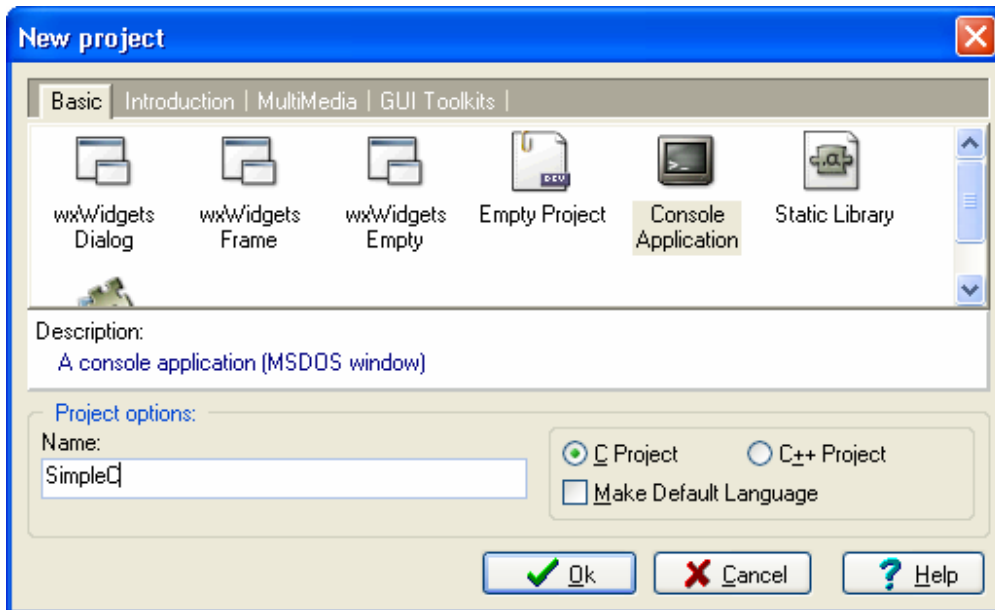 New project
Basic | Introduction | MultiMedia | GUI Toolkits |
wxWidgets Dialog
wxWidgets Frame
wxWidgets Empty
DEV
Empty Project
>_
Console Application
.a
Static Library
Description:
A console application (MSDOS window)
Project options:
Name:
SimpleC
C Project
C++ Project
Make Default Language
Ok
Cancel
? Help